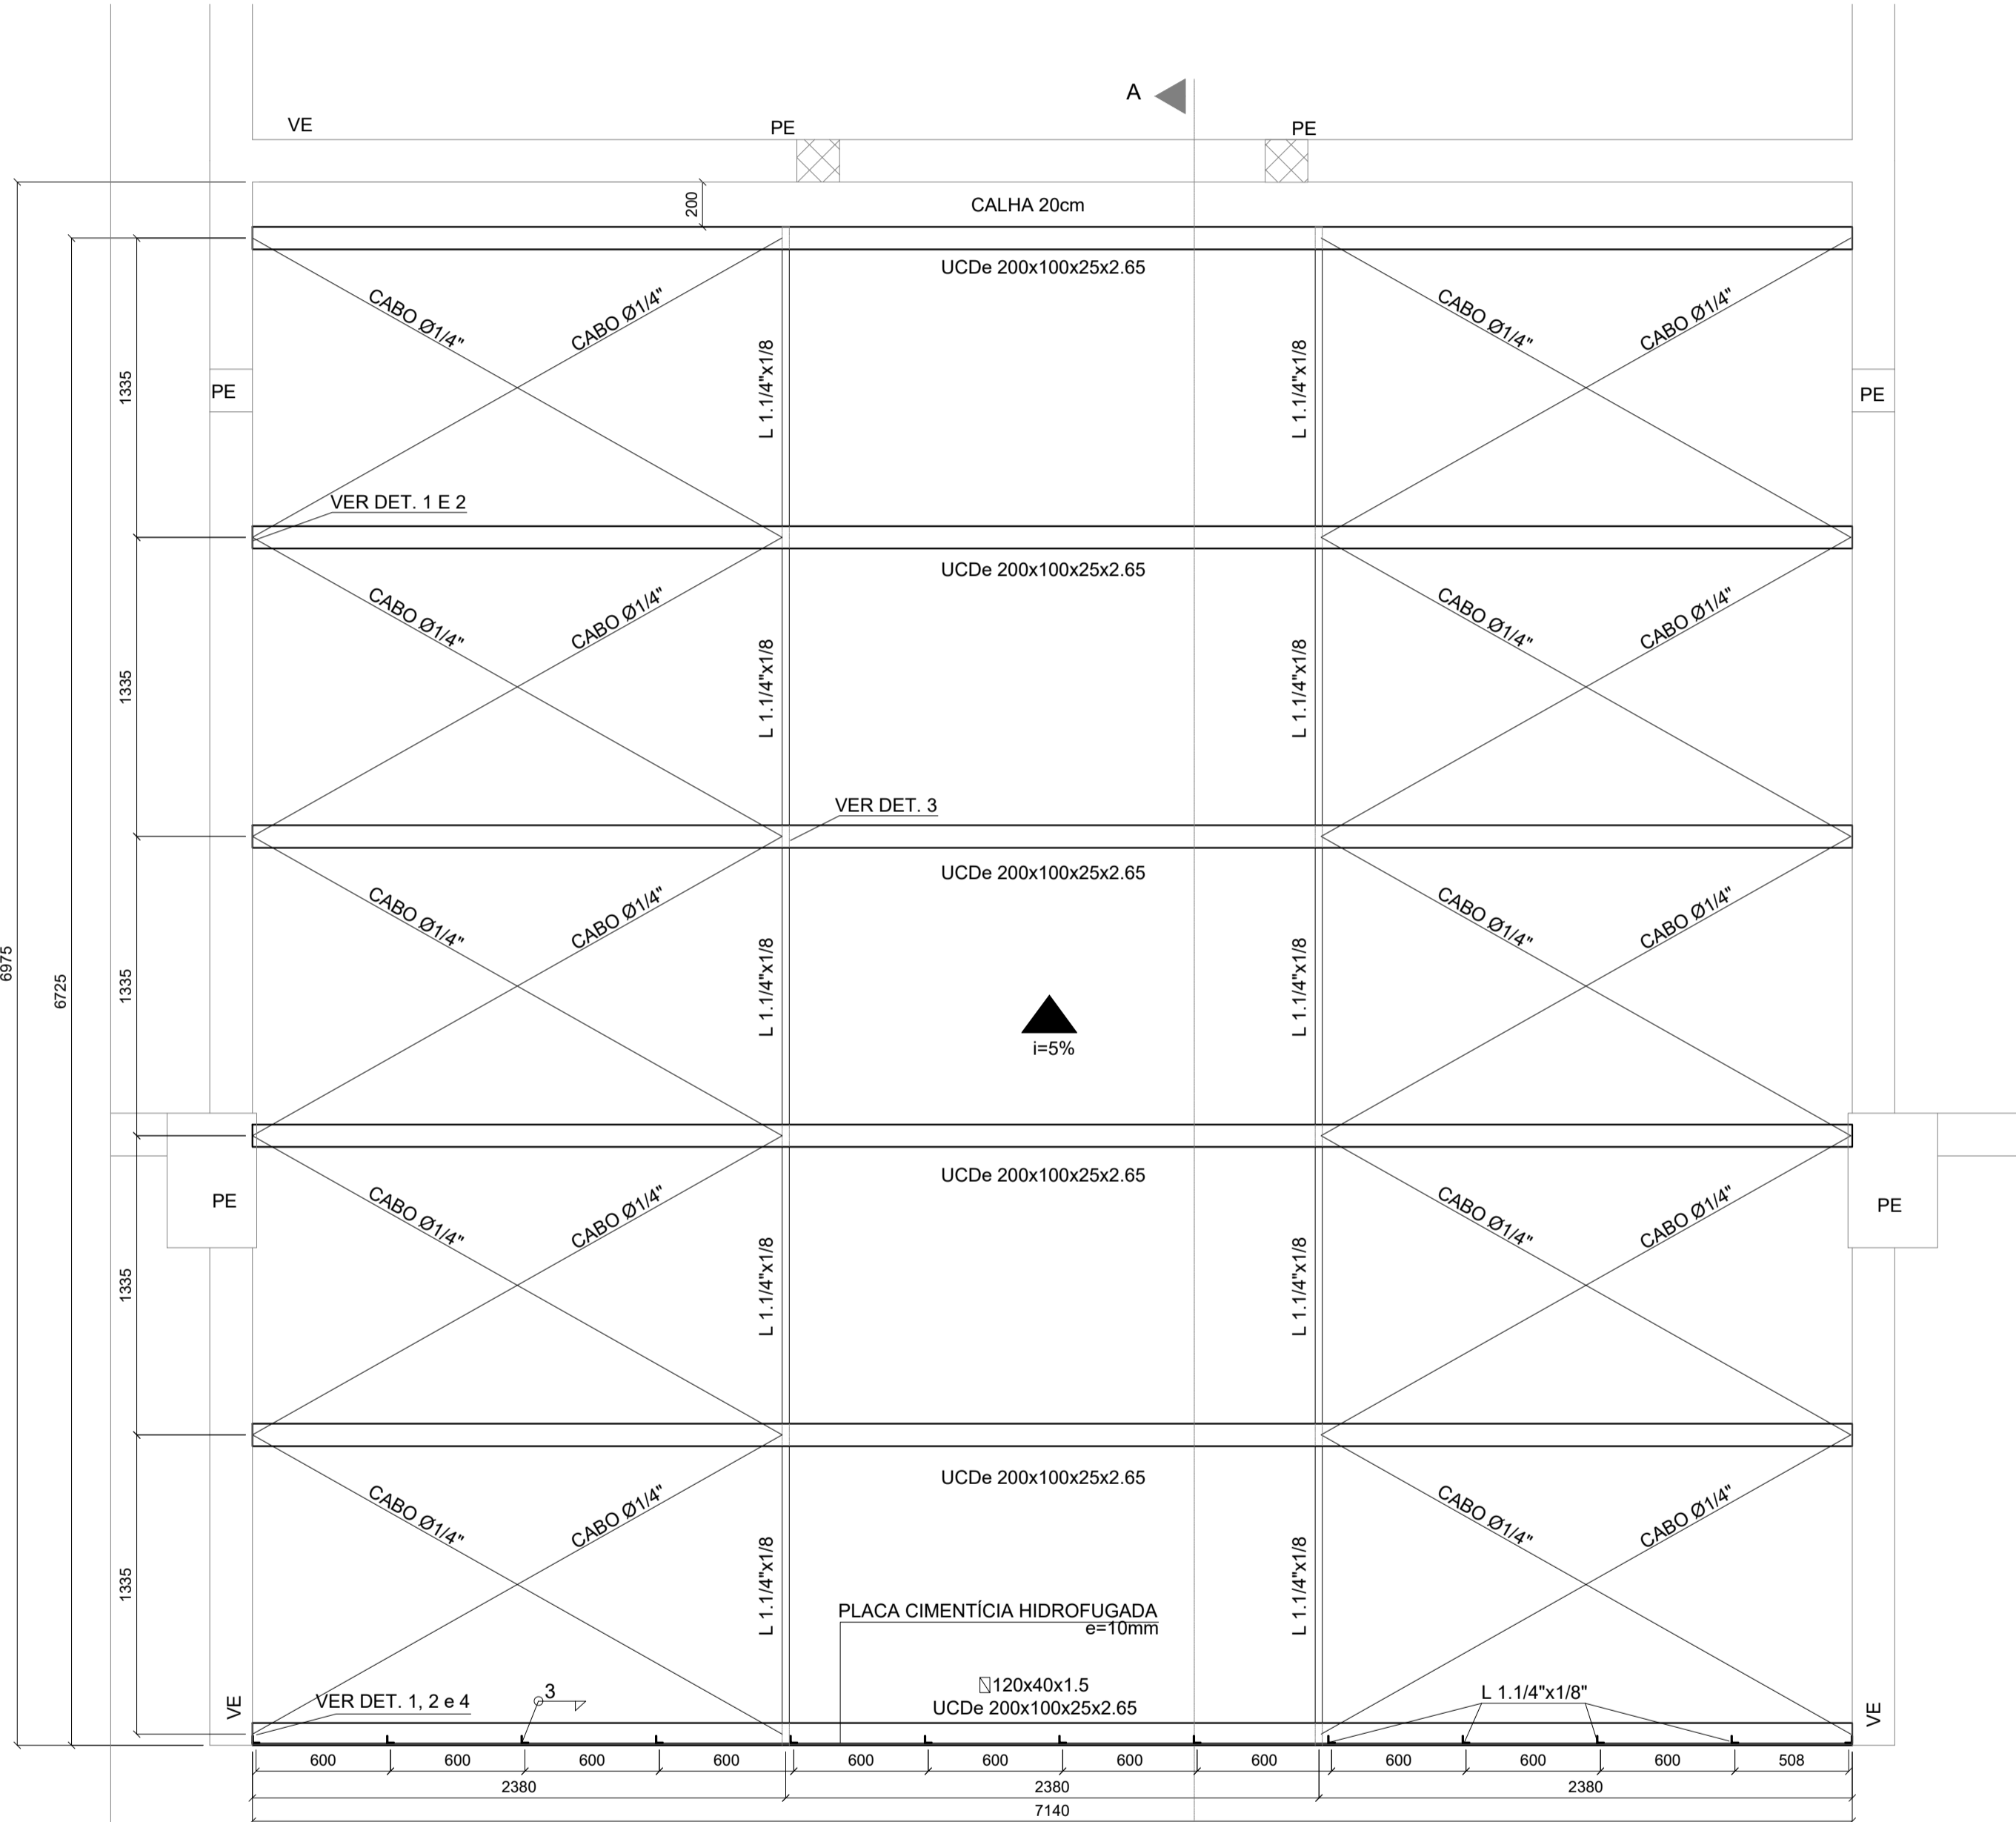 A
VE
PE
PE
200
CALHA 20cm
UCDe 200x100x25x2.65
CABO Ø1/4"
CABO Ø1/4"
CABO Ø1/4"
CABO Ø1/4"
1335
PE
L 1.1/4"x1/8
L 1.1/4"x1/8
PE
VER DET. 1 E 2
UCDe 200x100x25x2.65
CABO Ø1/4"
CABO Ø1/4"
CABO Ø1/4"
CABO Ø1/4"
1335
L 1.1/4"x1/8
L 1.1/4"x1/8
VER DET. 3
UCDe 200x100x25x2.65
CABO Ø1/4"
CABO Ø1/4"
CABO Ø1/4"
CABO Ø1/4"
6975
6725
1335
L 1.1/4"x1/8
L 1.1/4"x1/8
i=5%
UCDe 200x100x25x2.65
PE
PE
CABO Ø1/4"
CABO Ø1/4"
CABO Ø1/4"
CABO Ø1/4"
1335
L 1.1/4"x1/8
L 1.1/4"x1/8
UCDe 200x100x25x2.65
CABO Ø1/4"
CABO Ø1/4"
CABO Ø1/4"
CABO Ø1/4"
1335
L 1.1/4"x1/8
L 1.1/4"x1/8
PLACA CIMENTÍCIA HIDROFUGADA
e=10mm
120x40x1.5
UCDe 200x100x25x2.65
VE
VER DET. 1, 2 e 4
3
L 1.1/4"x1/8"
VE
600 600 600 600 600 600 600 600 600 600 600 508
2380 2380 2380
7140